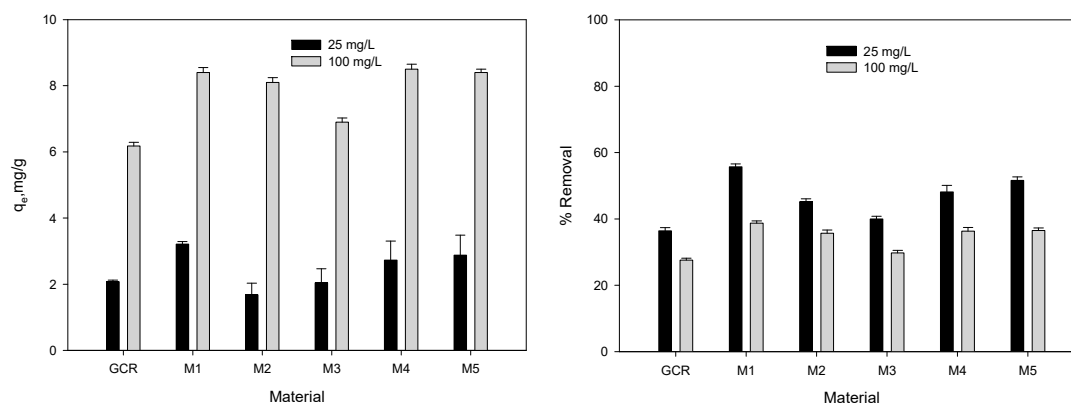 10
8
6
4
2
0
qₑ,mg/g
25 mg/L
100 mg/L
GCR M1 M2 M3 M4 M5
Material
100
80
60
40
20
0
% Removal
25 mg/L
100 mg/L
GCR M1 M2 M3 M4 M5
Material